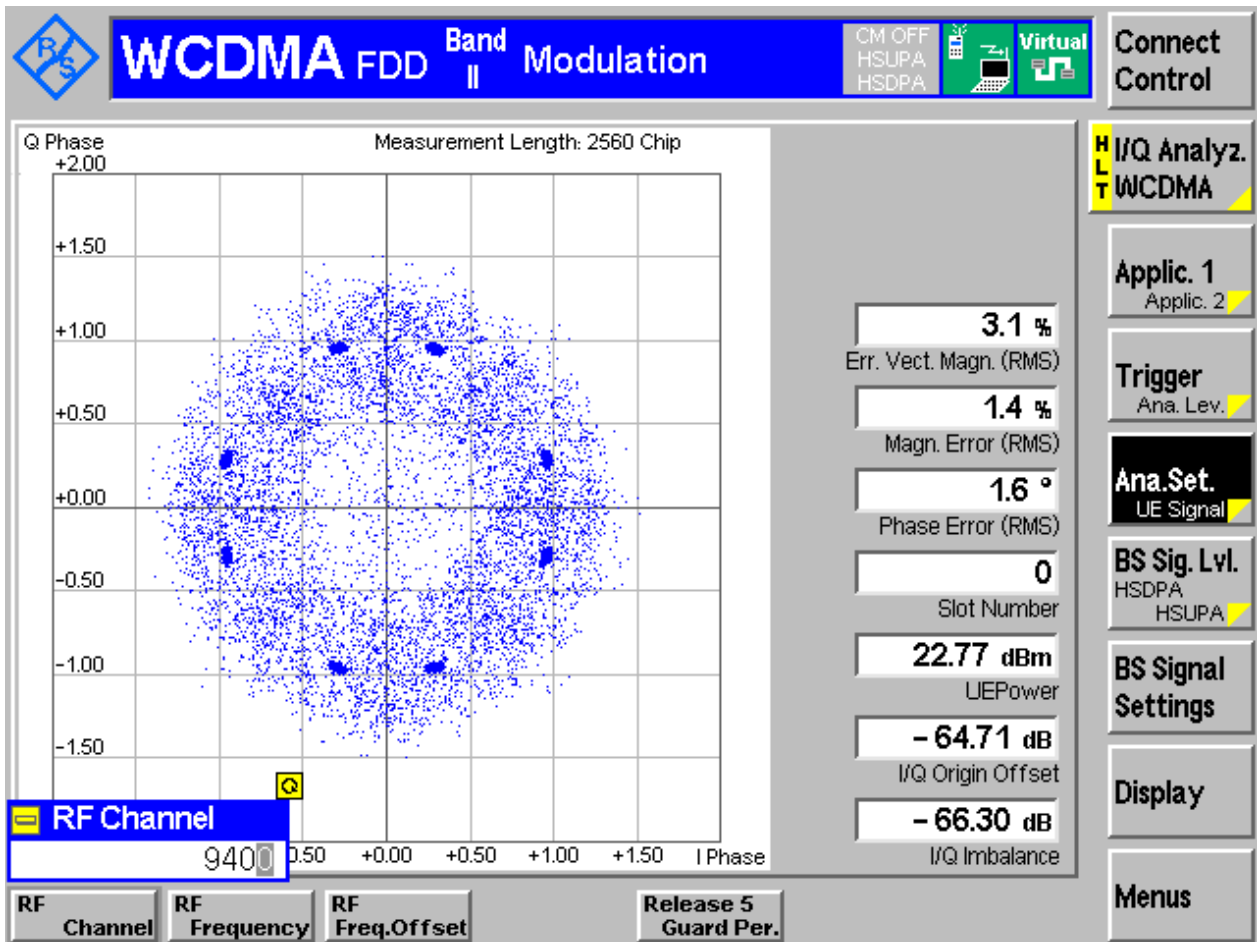 R&S
WCDMA FDD Band II Modulation
CM OFF
HSUPA
HSDPA
Virtual
Connect
Control
Q Phase
Measurement Length: 2560 Chip
+2.00
+1.50
+1.00
+0.50
+0.00
-0.50
-1.00
-1.50
Q
RF Channel
9400
0.50 +0.00 +0.50 +1.00 +1.50 I Phase
3.1 %
Err. Vect. Magn. (RMS)
1.4 %
Magn. Error (RMS)
1.6 °
Phase Error (RMS)
0
Slot Number
22.77 dBm
UEPower
- 64.71 dB
I/Q Origin Offset
- 66.30 dB
I/Q Imbalance
HLT
I/Q Analyz.
WCDMA
Applic. 1
Applic. 2
Trigger
Ana. Lev.
Ana.Set.
UE Signal
BS Sig. Lvl.
HSDPA
HSUPA
BS Signal
Settings
Display
Menus
RF
Channel
RF
Frequency
RF
Freq.Offset
Release 5
Guard Per.